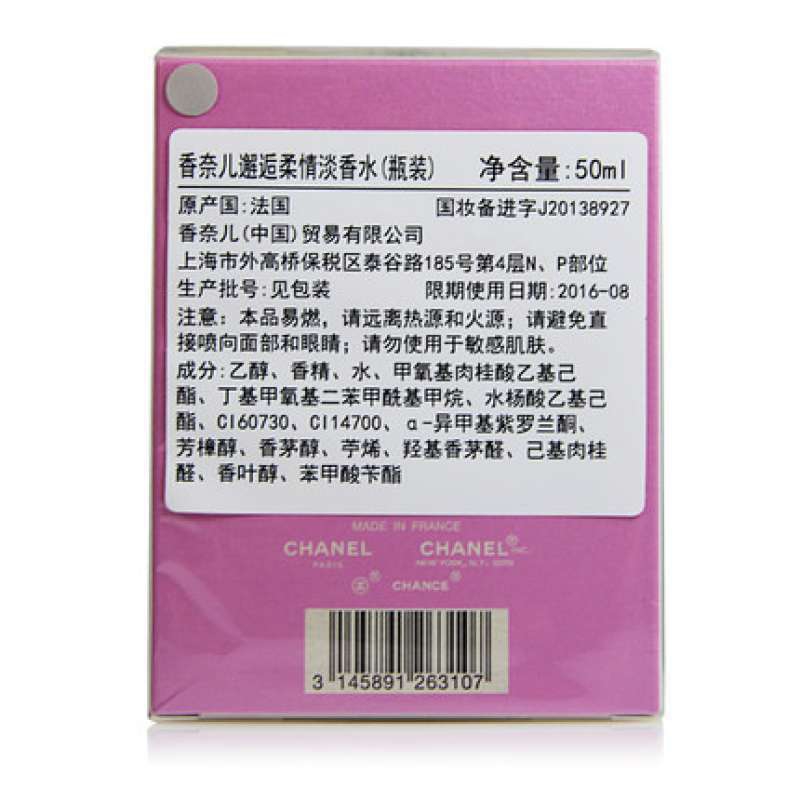 香奈儿邂逅柔情淡香水(瓶装) 净含量:50ml
原产国:法国 国妆备进字J20138927
香奈儿(中国)贸易有限公司
上海市外高桥保税区泰谷路185号第4层N、P部位
生产批号:见包装 限期使用日期:2016-08
注意：本品易燃，请远离热源和火源；请避免直
接喷向面部和眼睛；请勿使用于敏感肌肤。
成分:乙醇、香精、水、甲氧基肉桂酸乙基己
酯、丁基甲氧基二苯甲酰基甲烷、水杨酸乙基己
酯、CI60730、CI14700、α-异甲基紫罗兰酮、
芳樟醇、香茅醇、苧烯、羟基香茅醛、己基肉桂
醛、香叶醇、苯甲酸苄酯
MADE IN FRANCE
CHANEL CHANEL® INC.
PARIS NEW YORK, N.Y.
® CHANCE®
3 145891 263107